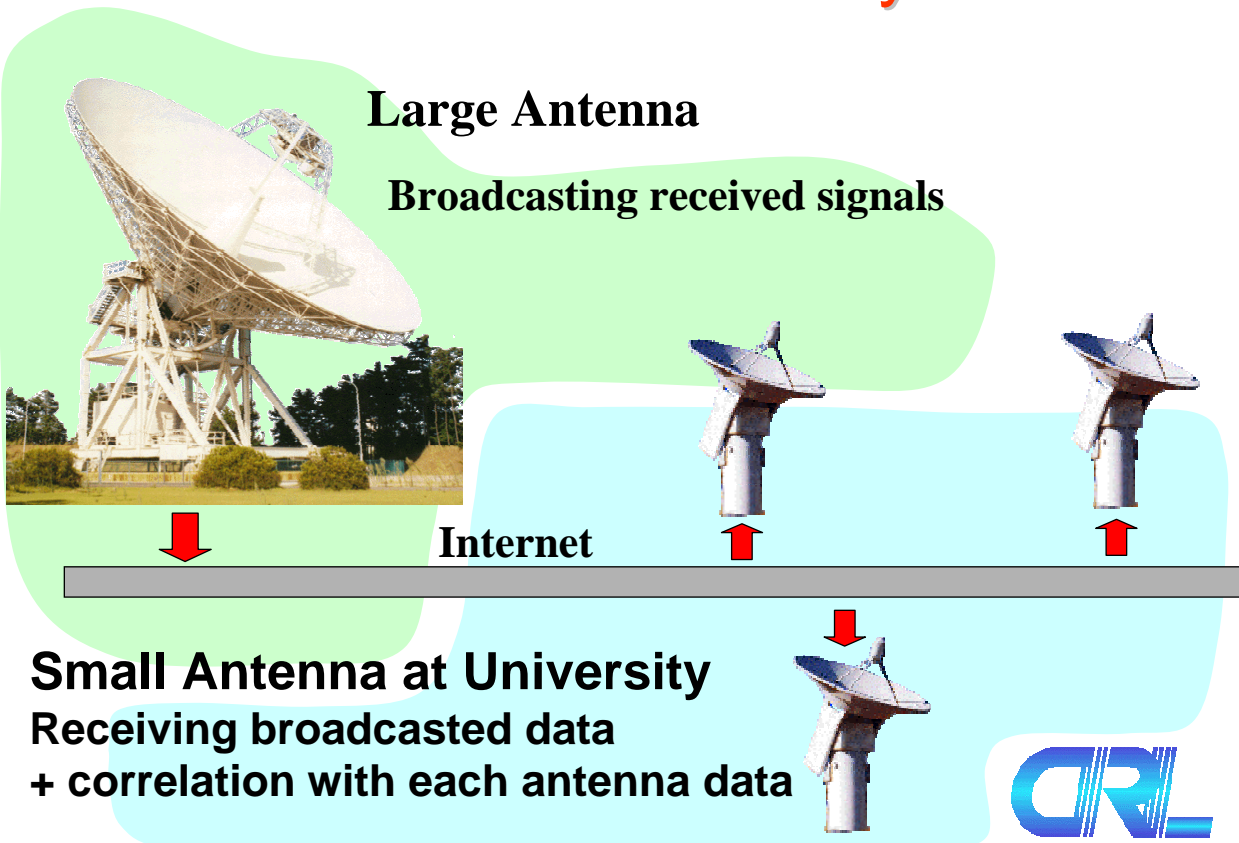 Large Antenna
Broadcasting received signals
Internet
Small Antenna at University
Receiving broadcasted data
+ correlation with each antenna data
CRL